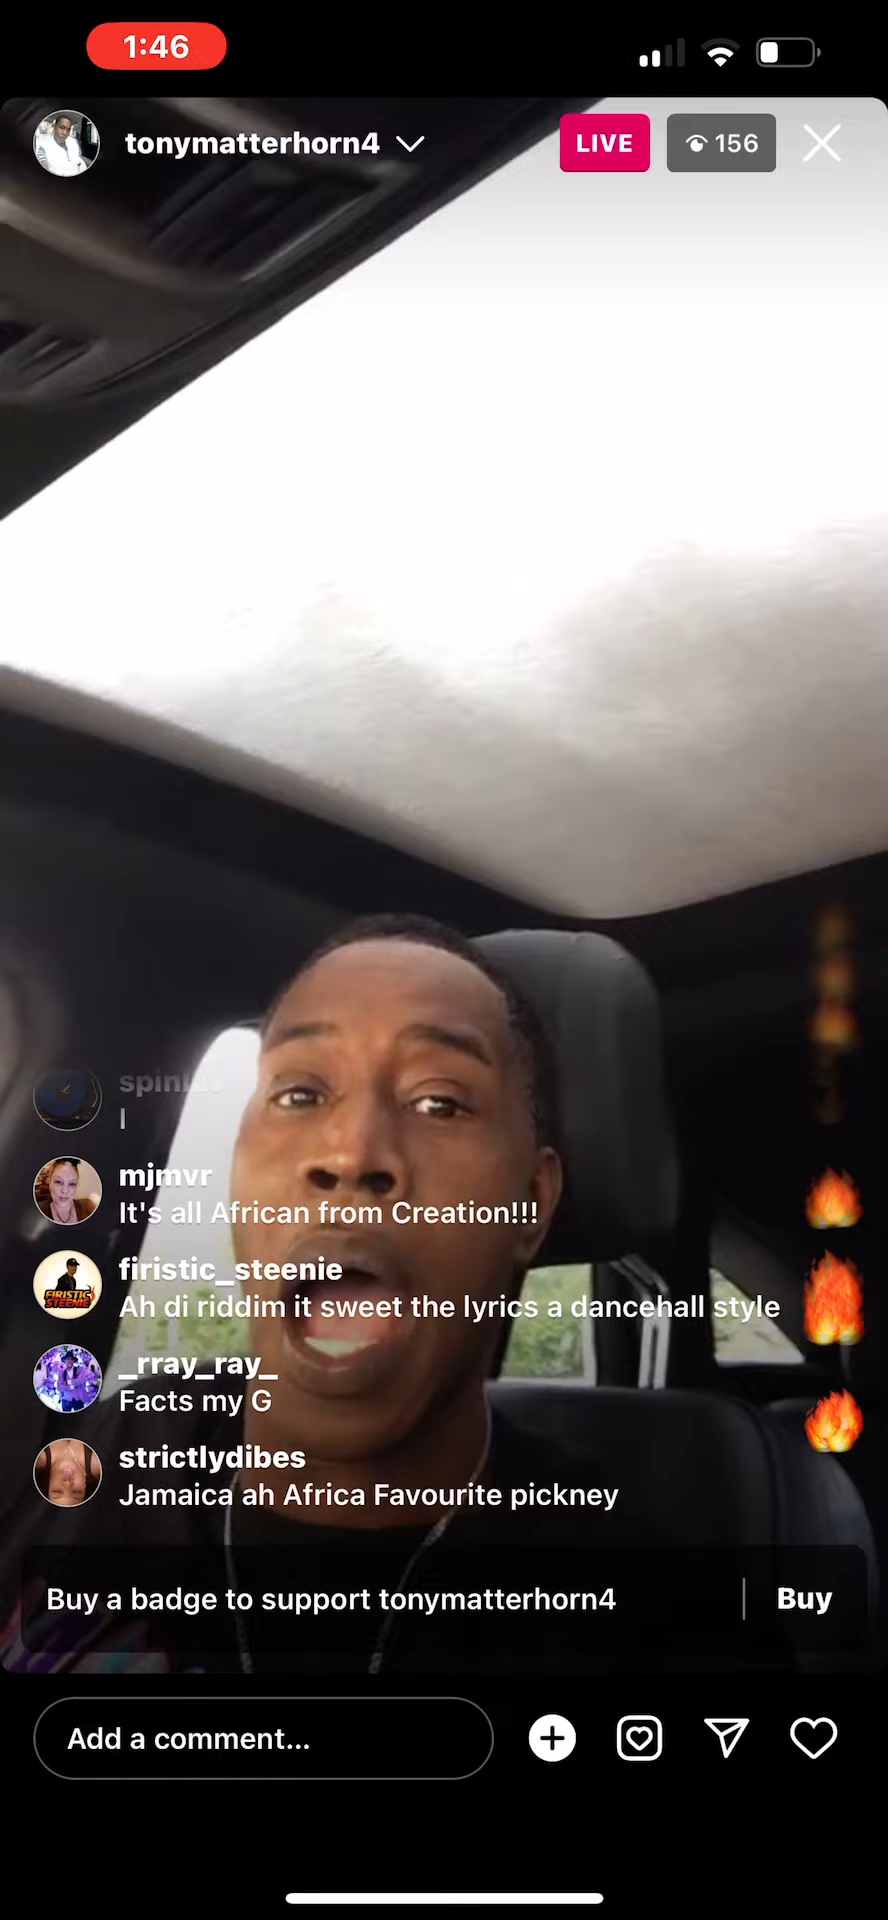 1:46
tonymatterhorn4
LIVE
156
mjmvr
It's all African from Creation!!!
firistic_steenie
FIRISTIC
STEENIE
Ah di riddim it sweet the lyrics a dancehall style
_rray_ray_
Facts my G
strictlydibes
Jamaica ah Africa Favourite pickney
Buy a badge to support tonymatterhorn4
Buy
Add a comment...